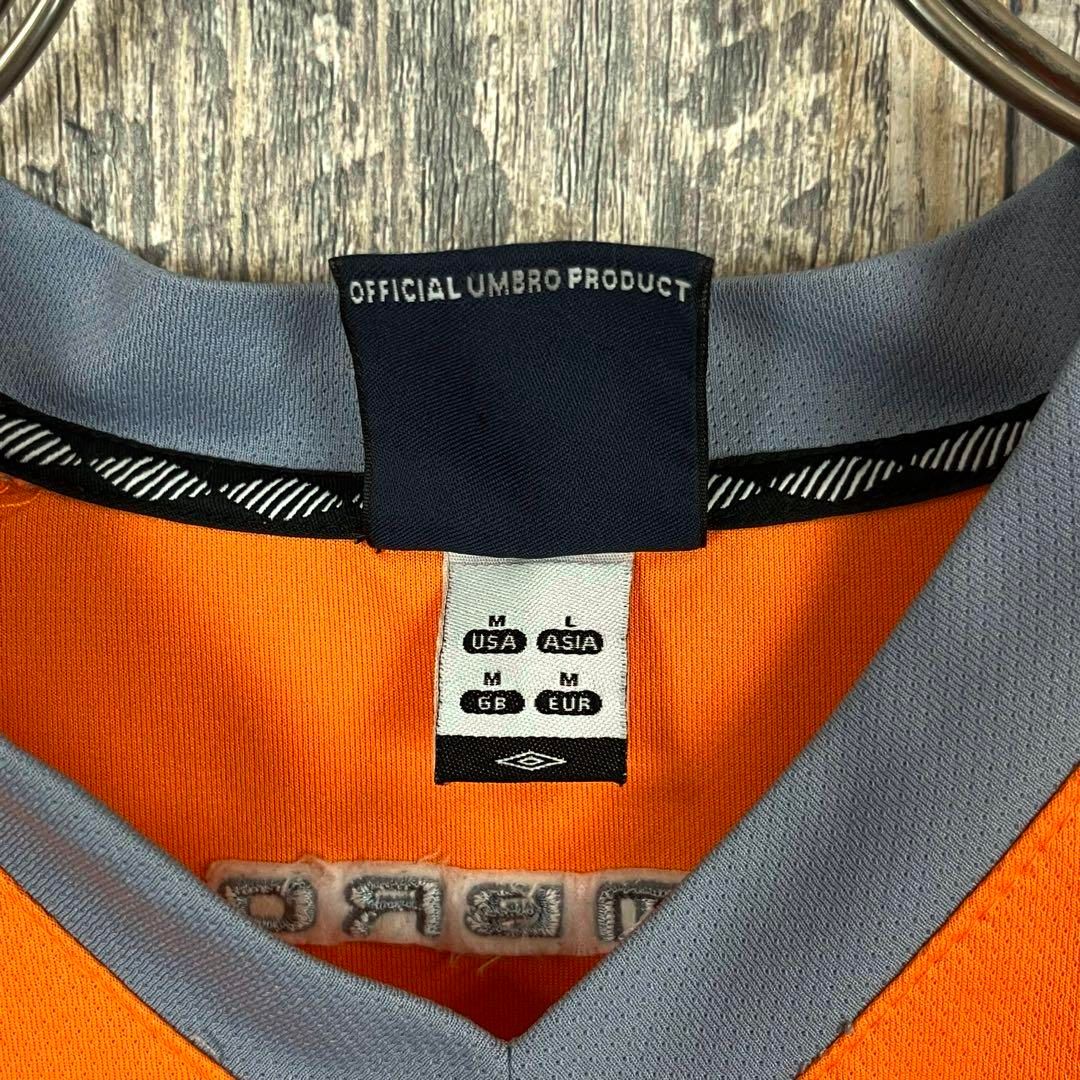 OFFICIAL UMBRO PRODUCT
M L
USA ASIA
M M
GB EUR